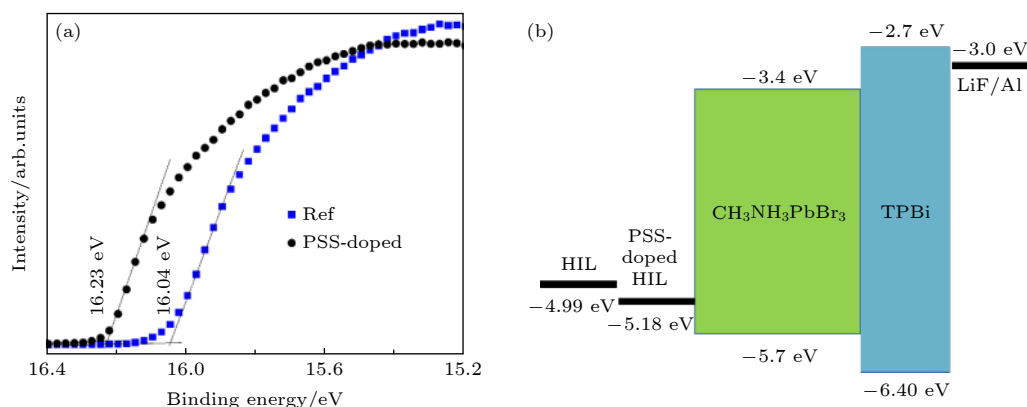 (a)
Intensity/arb.units
16.23 eV
16.04 eV
Ref
PSS-doped
16.4
16.0
15.6
15.2
Binding energy/eV
(b)
−2.7 eV
−3.0 eV
LiF/Al
−3.4 eV
CH₃NH₃PbBr₃
TPBi
HIL
−4.99 eV
PSS-
doped
HIL
−5.18 eV
−5.7 eV
−6.40 eV